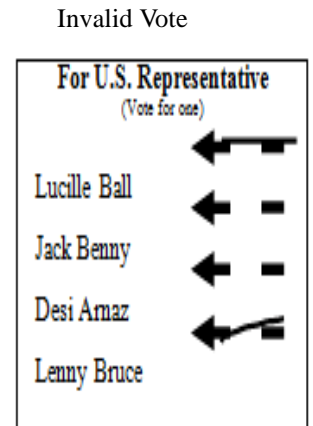 Invalid Vote
For U.S. Representative
(Vote for one)
Lucille Ball
Jack Benny
Desi Arnaz
Lenny Bruce